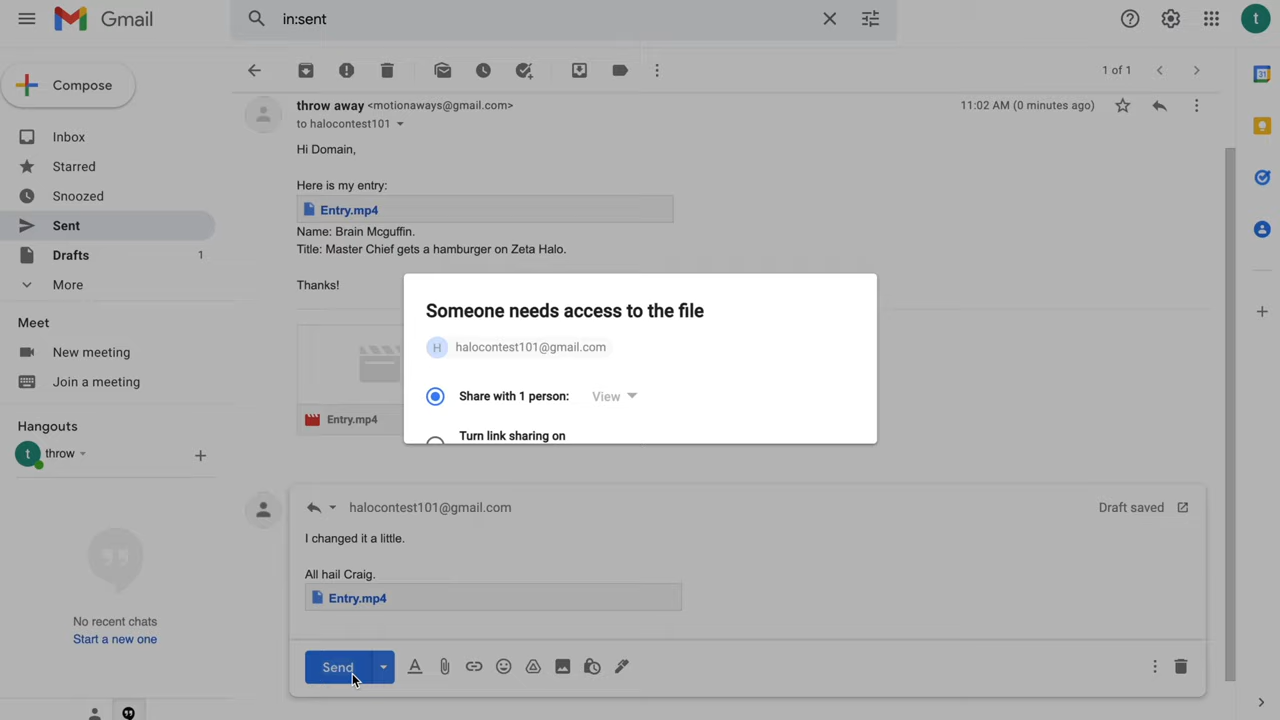 Gmail
in:sent
t
Compose
1 of 1
Inbox
Starred
Snoozed
Sent
Drafts 1
More
Meet
New meeting
Join a meeting
Hangouts
t throw
No recent chats
Start a new one
throw away <motionaways@gmail.com>
11:02 AM (0 minutes ago)
to halocontest101
Hi Domain,
Here is my entry:
Entry.mp4
Name: Brain Mcguffin.
Title: Master Chief gets a hamburger on Zeta Halo.
Thanks!
Entry.mp4
Someone needs access to the file
H halocontest101@gmail.com
Share with 1 person: View
Turn link sharing on
halocontest101@gmail.com
Draft saved
I changed it a little.
All hail Craig.
Entry.mp4
Send
31